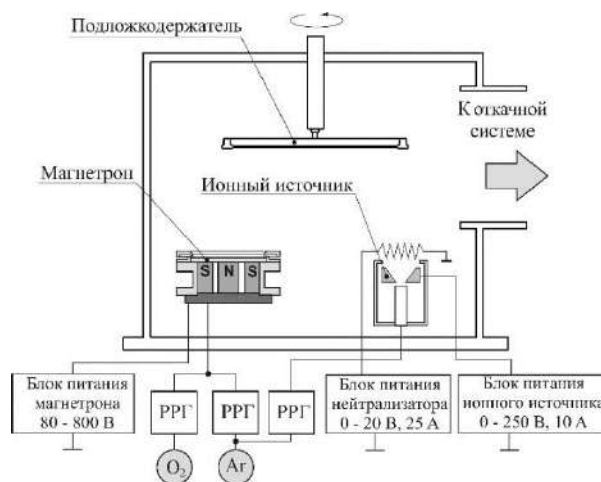 Подложкодержатель
К откачной
системе
Магнетрон
Ионный источник
S N S
Блок питания
магнетрона
80 - 800 В
РРГ
РРГ
РРГ
Блок питания
нейтрализатора
0 - 20 В, 25 А
Блок питания
ионного источника
0 - 250 В, 10 А
O₂
Ar